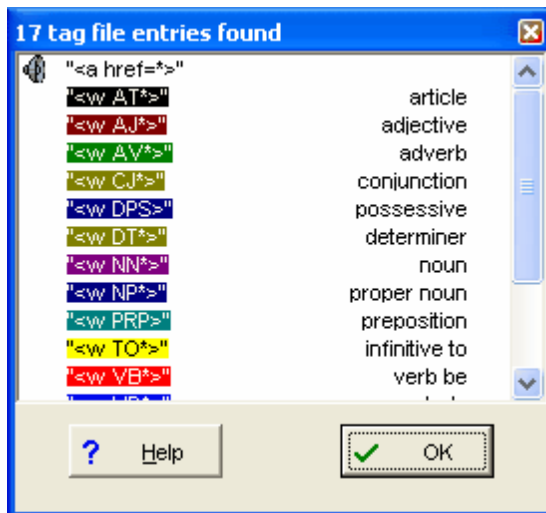 17 tag file entries found
"<a href=*>"
"<w AT*>" article
"<w AJ*>" adjective
"<w AV*>" adverb
"<w CJ*>" conjunction
"<w DPS>" possessive
"<w DT*>" determiner
"<w NN*>" noun
"<w NP*>" proper noun
"<w PRP>" preposition
"<w TO*>" infinitive to
"<w VB*>" verb be
? Help
OK